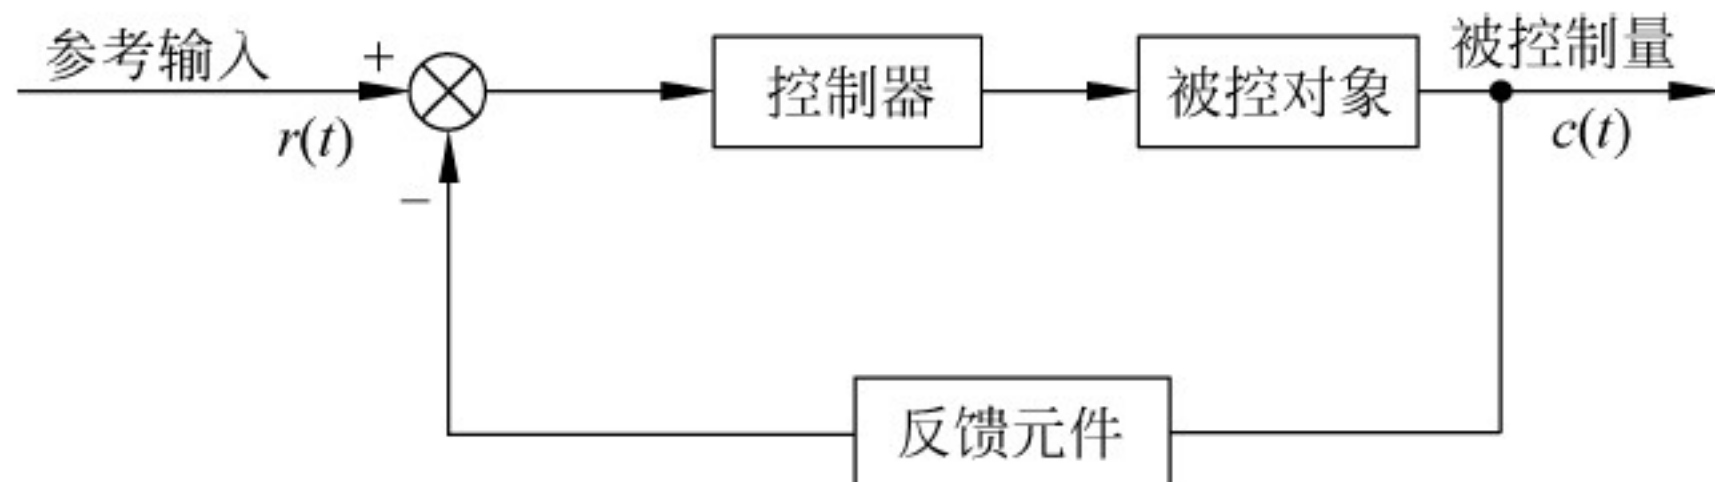 参考输入
+
r(t)
−
控制器
被控对象
被控制量
c(t)
反馈元件